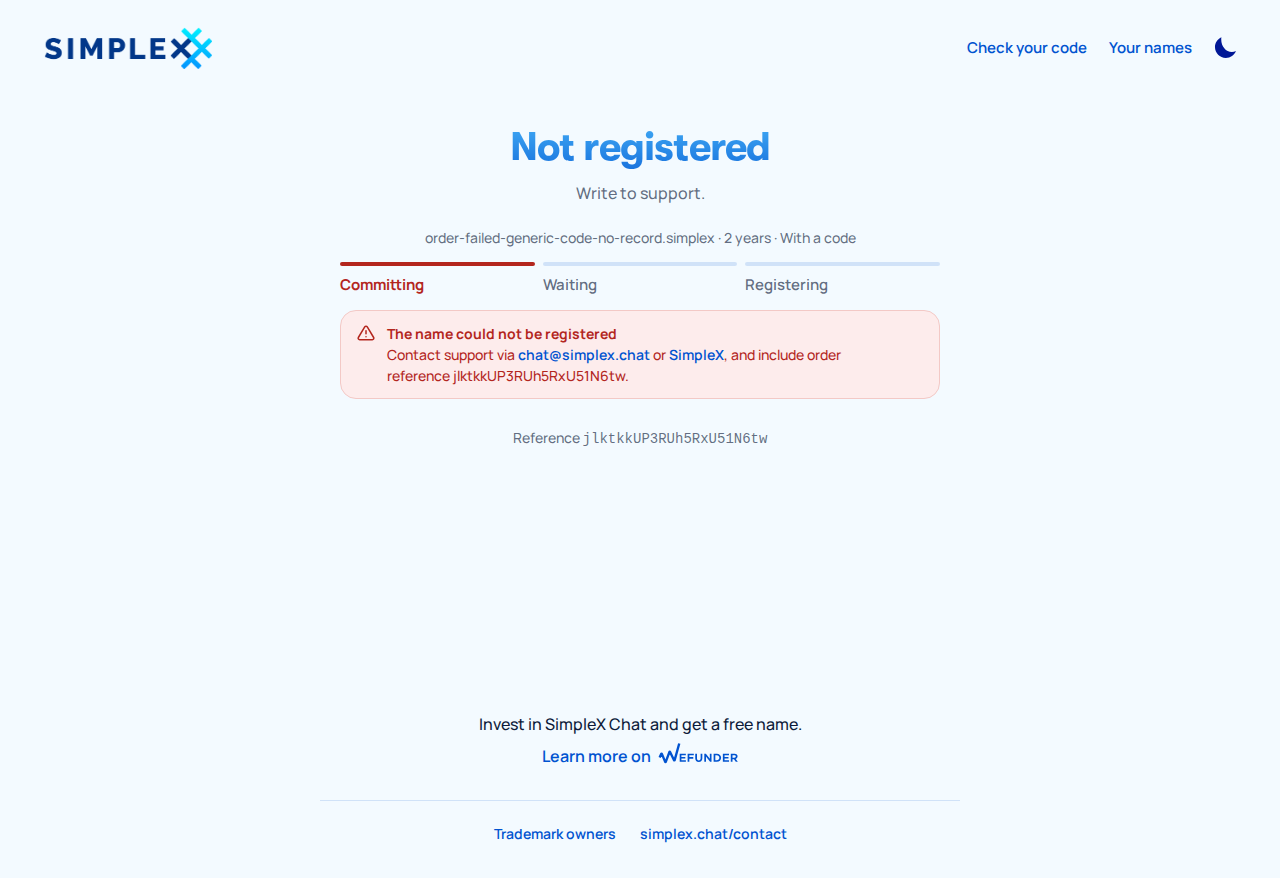 SIMPLEX
Check your code
Your names
Not registered
Write to support.
order-failed-generic-code-no-record.simplex · 2 years · With a code
Committing
Waiting
Registering
The name could not be registered
Contact support via chat@simplex.chat or SimpleX, and include order
reference jlktkkUP3RUh5RxU51N6tw.
Reference jlktkkUP3RUh5RxU51N6tw
Invest in SimpleX Chat and get a free name.
Learn more on WEFUNDER
Trademark owners
simplex.chat/contact